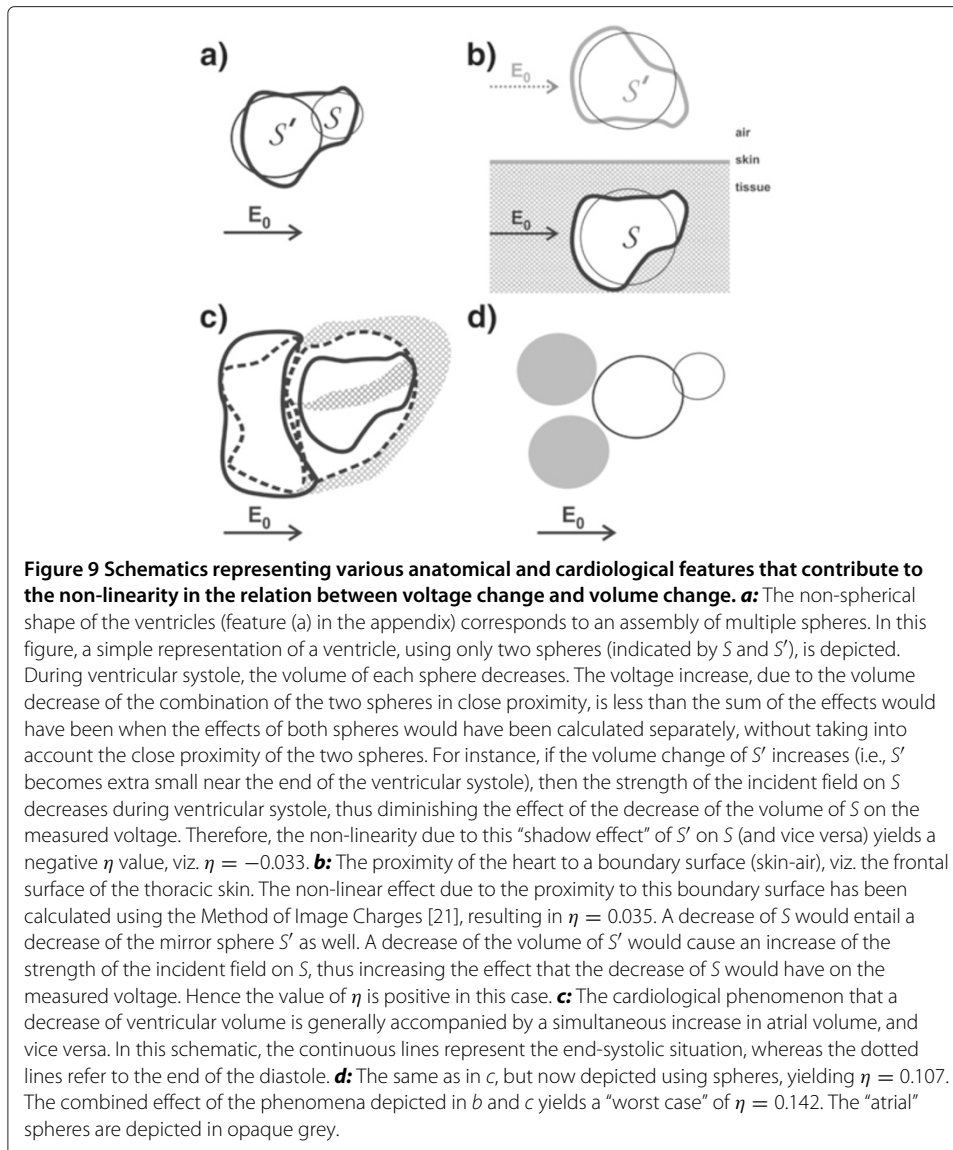 a)
S′
S
E₀
b)
E₀
S′
air
skin
tissue
E₀
S
c)
E₀
d)
E₀
Figure 9 Schematics representing various anatomical and cardiological features that contribute to
the non-linearity in the relation between voltage change and volume change. a: The non-spherical
shape of the ventricles (feature (a) in the appendix) corresponds to an assembly of multiple spheres. In this
figure, a simple representation of a ventricle, using only two spheres (indicated by S and S′), is depicted.
During ventricular systole, the volume of each sphere decreases. The voltage increase, due to the volume
decrease of the combination of the two spheres in close proximity, is less than the sum of the effects would
have been when the effects of both spheres would have been calculated separately, without taking into
account the close proximity of the two spheres. For instance, if the volume change of S′ increases (i.e., S′
becomes extra small near the end of the ventricular systole), then the strength of the incident field on S
decreases during ventricular systole, thus diminishing the effect of the decrease of the volume of S on the
measured voltage. Therefore, the non-linearity due to this “shadow effect” of S′ on S (and vice versa) yields a
negative η value, viz. η = −0.033. b: The proximity of the heart to a boundary surface (skin-air), viz. the frontal
surface of the thoracic skin. The non-linear effect due to the proximity to this boundary surface has been
calculated using the Method of Image Charges [21], resulting in η = 0.035. A decrease of S would entail a
decrease of the mirror sphere S′ as well. A decrease of the volume of S′ would cause an increase of the
strength of the incident field on S, thus increasing the effect that the decrease of S would have on the
measured voltage. Hence the value of η is positive in this case. c: The cardiological phenomenon that a
decrease of ventricular volume is generally accompanied by a simultaneous increase in atrial volume, and
vice versa. In this schematic, the continuous lines represent the end-systolic situation, whereas the dotted
lines refer to the end of the diastole. d: The same as in c, but now depicted using spheres, yielding η = 0.107.
The combined effect of the phenomena depicted in b and c yields a “worst case” of η = 0.142. The “atrial”
spheres are depicted in opaque grey.